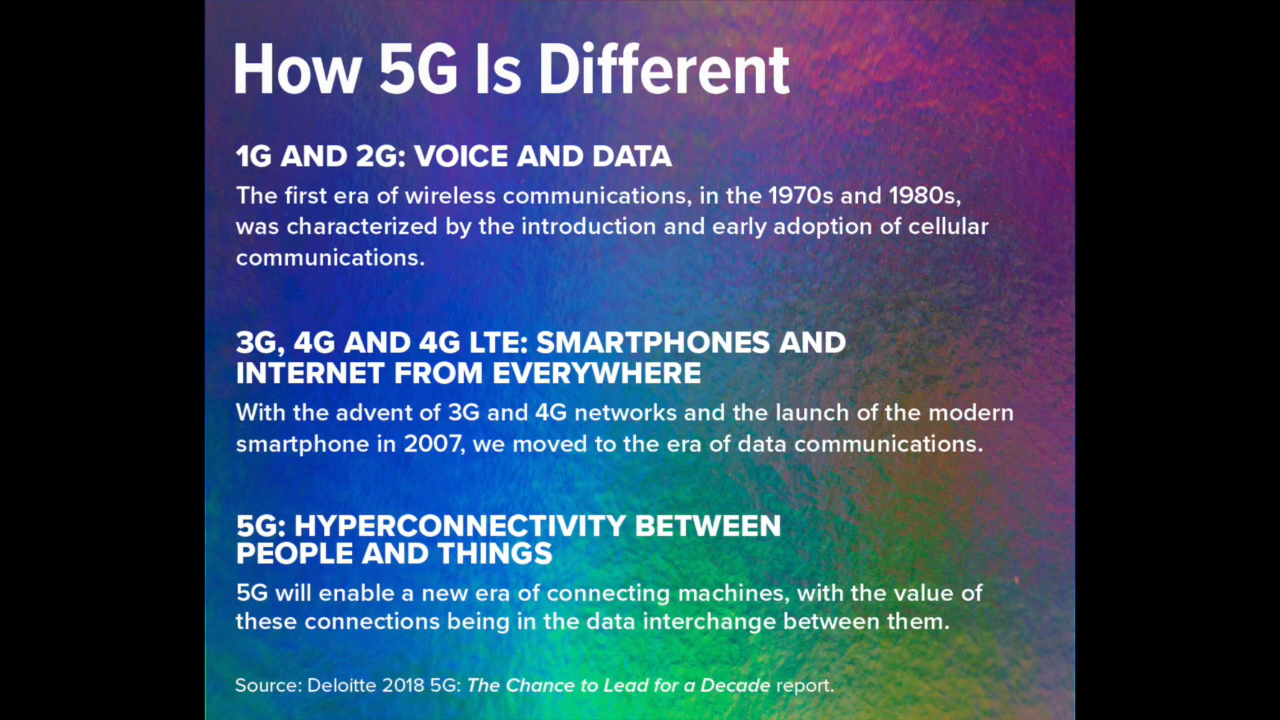 How 5G Is Different
1G AND 2G: VOICE AND DATA
The first era of wireless communications, in the 1970s and 1980s,
was characterized by the introduction and early adoption of cellular
communications.
3G, 4G AND 4G LTE: SMARTPHONES AND
INTERNET FROM EVERYWHERE
With the advent of 3G and 4G networks and the launch of the modern
smartphone in 2007, we moved to the era of data communications.
5G: HYPERCONNECTIVITY BETWEEN
PEOPLE AND THINGS
5G will enable a new era of connecting machines, with the value of
these connections being in the data interchange between them.
Source: Deloitte 2018 5G: The Chance to Lead for a Decade report.